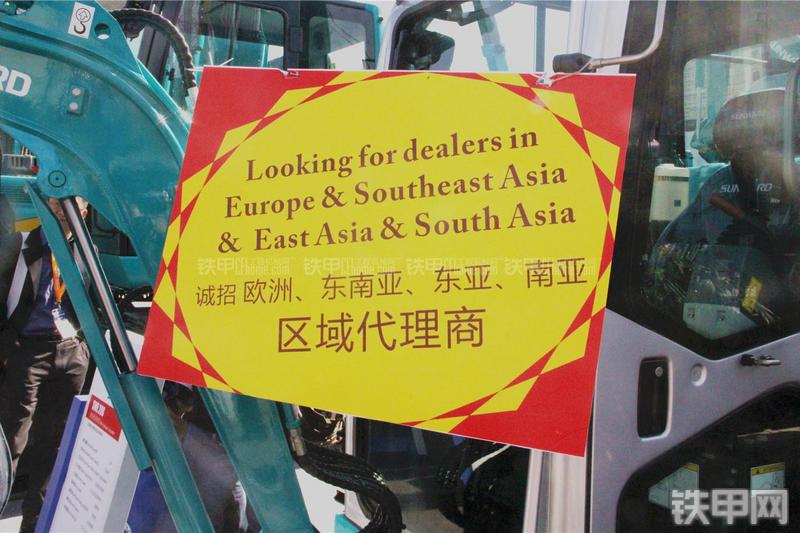 Looking for dealers in
Europe & Southeast Asia
& East Asia & South Asia
诚招 欧洲、东南亚、东亚、南亚
区域代理商
SUNWARD
铁甲网